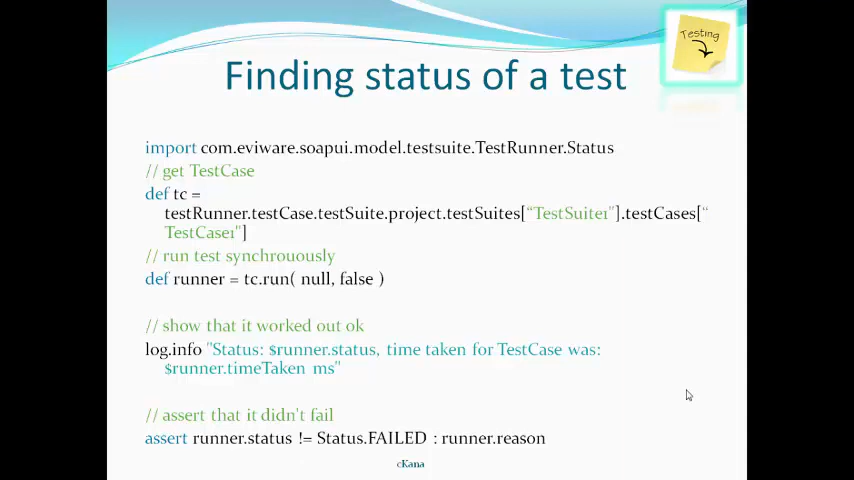 Testing
Finding status of a test
import com.eviware.soapui.model.testsuite.TestRunner.Status
// get TestCase
def tc =
testRunner.testCase.testSuite.project.testSuites["TestSuite1"].testCases["
TestCase1"]
// run test synchrouously
def runner = tc.run( null, false )
// show that it worked out ok
log.info "Status: $runner.status, time taken for TestCase was:
$runner.timeTaken ms"
// assert that it didn't fail
assert runner.status != Status.FAILED : runner.reason
cKana